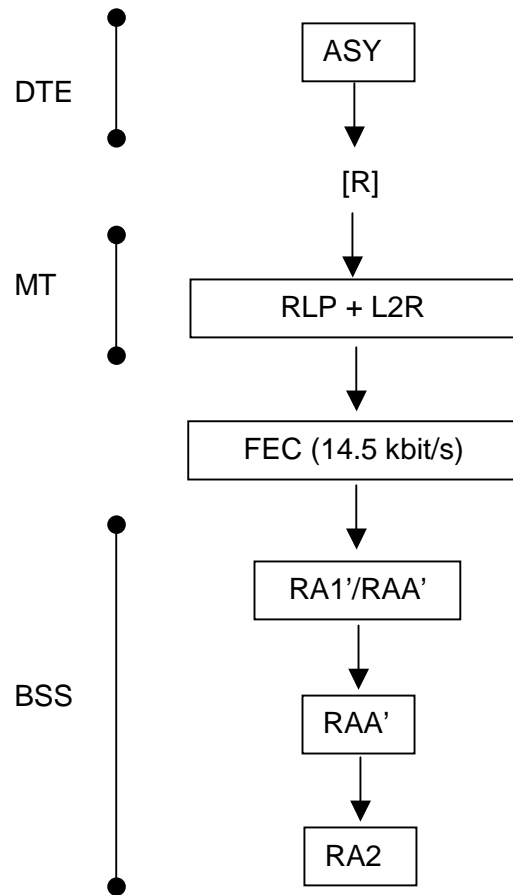 ASY
DTE
[R]
MT
RLP + L2R
FEC (14.5 kbit/s)
RA1’/RAA’
BSS
RAA’
RA2